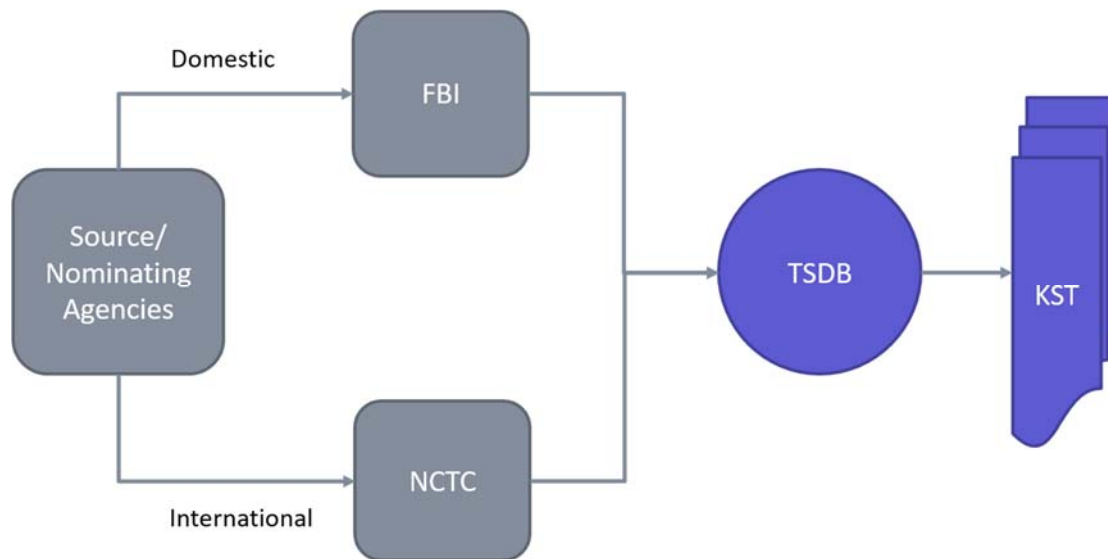 Domestic
FBI
Source/
Nominating
Agencies
TSDB
KST
NCTC
International